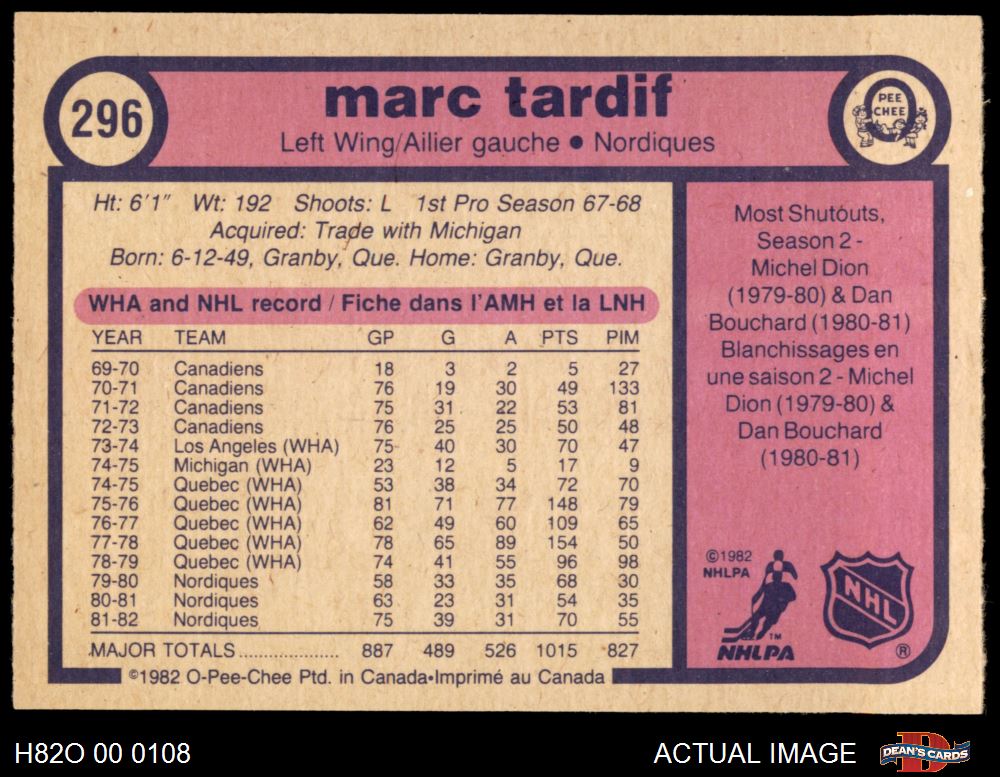 296
marc tardif
Left Wing/Ailier gauche • Nordiques
PEE
CHEE
Ht: 6'1" Wt: 192 Shoots: L 1st Pro Season 67-68
Acquired: Trade with Michigan
Born: 6-12-49, Granby, Que. Home: Granby, Que.
WHA and NHL record / Fiche dans l'AMH et la LNH
YEAR TEAM GP G A PTS PIM
69-70 Canadiens 18 3 2 5 27
70-71 Canadiens 76 19 30 49 133
71-72 Canadiens 75 31 22 53 81
72-73 Canadiens 76 25 25 50 48
73-74 Los Angeles (WHA) 75 40 30 70 47
74-75 Michigan (WHA) 23 12 5 17 9
74-75 Quebec (WHA) 53 38 34 72 70
75-76 Quebec (WHA) 81 71 77 148 79
76-77 Quebec (WHA) 62 49 60 109 65
77-78 Quebec (WHA) 78 65 89 154 50
78-79 Quebec (WHA) 74 41 55 96 98
79-80 Nordiques 58 33 35 68 30
80-81 Nordiques 63 23 31 54 35
81-82 Nordiques 75 39 31 70 55
MAJOR TOTALS.................... 887 489 526 1015 827
©1982 O-Pee-Chee Ptd. in Canada•Imprimé au Canada
Most Shutouts,
Season 2 -
Michel Dion
(1979-80) & Dan
Bouchard (1980-81)
Blanchissages en
une saison 2 - Michel
Dion (1979-80) &
Dan Bouchard
(1980-81)
©1982
NHLPA
TM
NHLPA
NHL
®
H82O 00 0108
ACTUAL IMAGE
D
DEAN'S CARDS